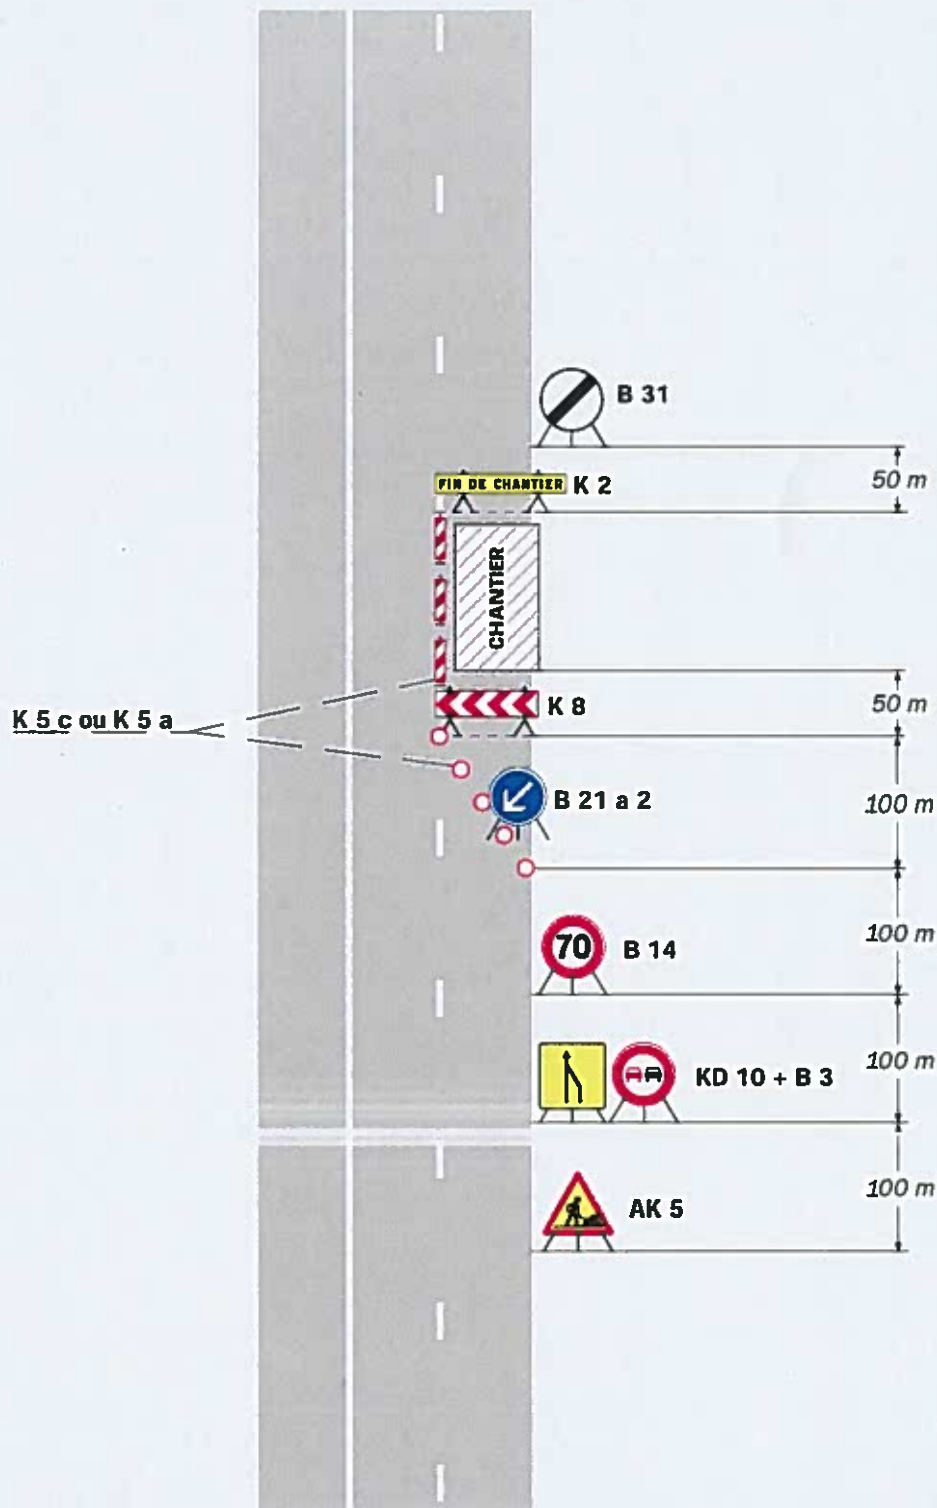 B 31
FIN DE CHANTIER K 2
50 m
CHANTIER
K 8
50 m
K 5 c ou K 5 a
B 21 a 2
100 m
70 B 14
100 m
KD 10 + B 3
100 m
AK 5
100 m